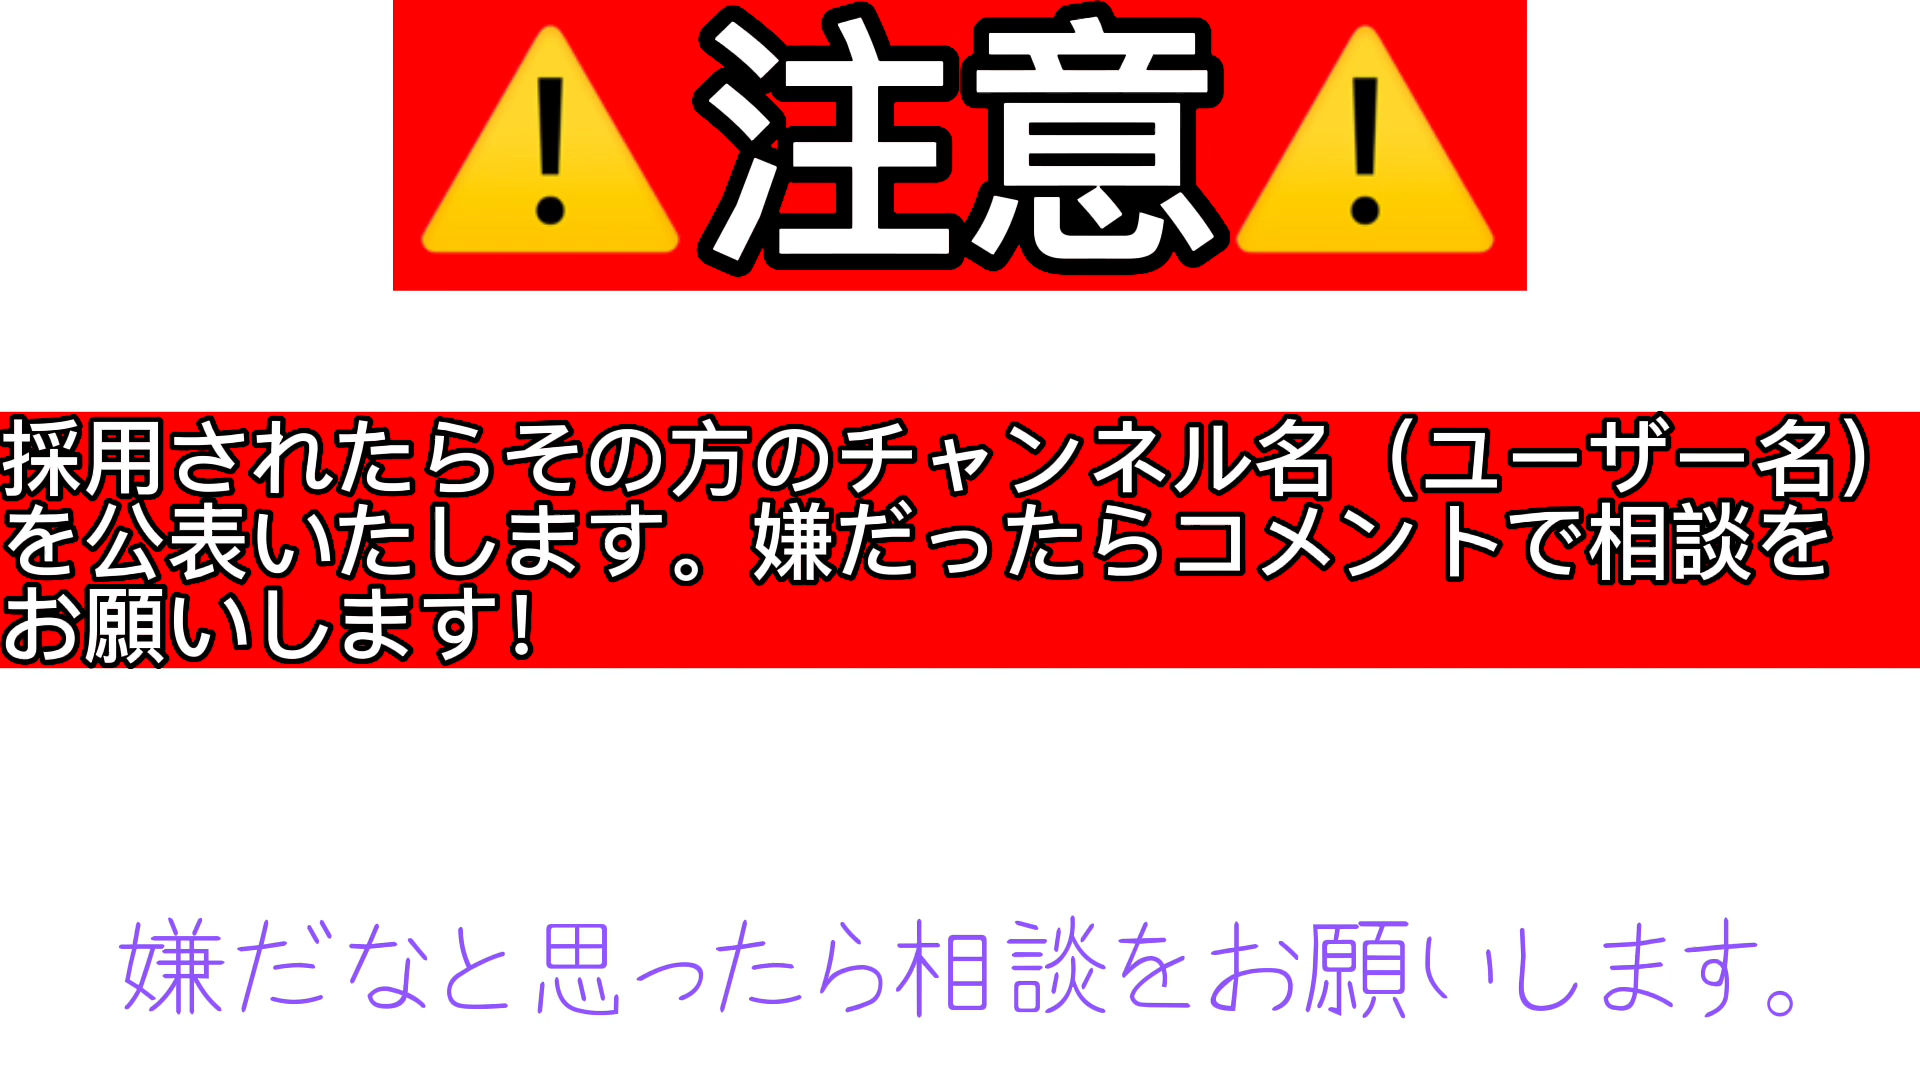 ⚠注意⚠
採用されたらその方のチャンネル名（ユーザー名）
を公表いたします。嫌だったらコメントで相談を
お願いします！
嫌だなと思ったら相談をお願いします。